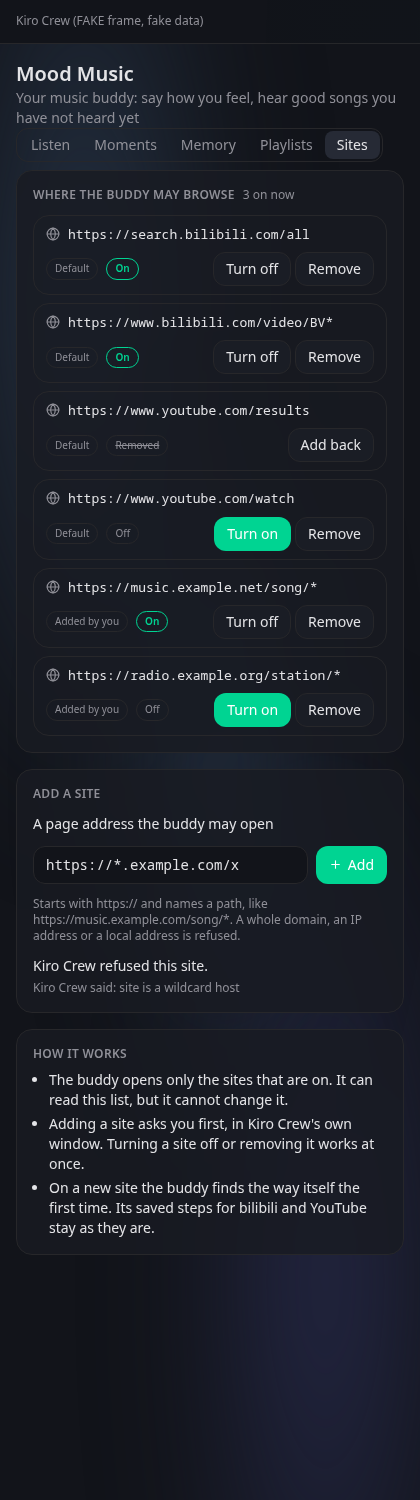 Kiro Crew (FAKE frame, fake data)
Mood Music
Your music buddy: say how you feel, hear good songs you
have not heard yet
Listen Moments Memory Playlists Sites
WHERE THE BUDDY MAY BROWSE 3 on now
https://search.bilibili.com/all
Default On Turn off Remove
https://www.bilibili.com/video/BV*
Default On Turn off Remove
https://www.youtube.com/results
Default Removed Add back
https://www.youtube.com/watch
Default Off Turn on Remove
https://music.example.net/song/*
Added by you On Turn off Remove
https://radio.example.org/station/*
Added by you Off Turn on Remove
ADD A SITE
A page address the buddy may open
https://*.example.com/x + Add
Starts with https:// and names a path, like
https://music.example.com/song/*. A whole domain, an IP
address or a local address is refused.
Kiro Crew refused this site.
Kiro Crew said: site is a wildcard host
HOW IT WORKS
• The buddy opens only the sites that are on. It can
read this list, but it cannot change it.
• Adding a site asks you first, in Kiro Crew's own
window. Turning a site off or removing it works at
once.
• On a new site the buddy finds the way itself the
first time. Its saved steps for bilibili and YouTube
stay as they are.